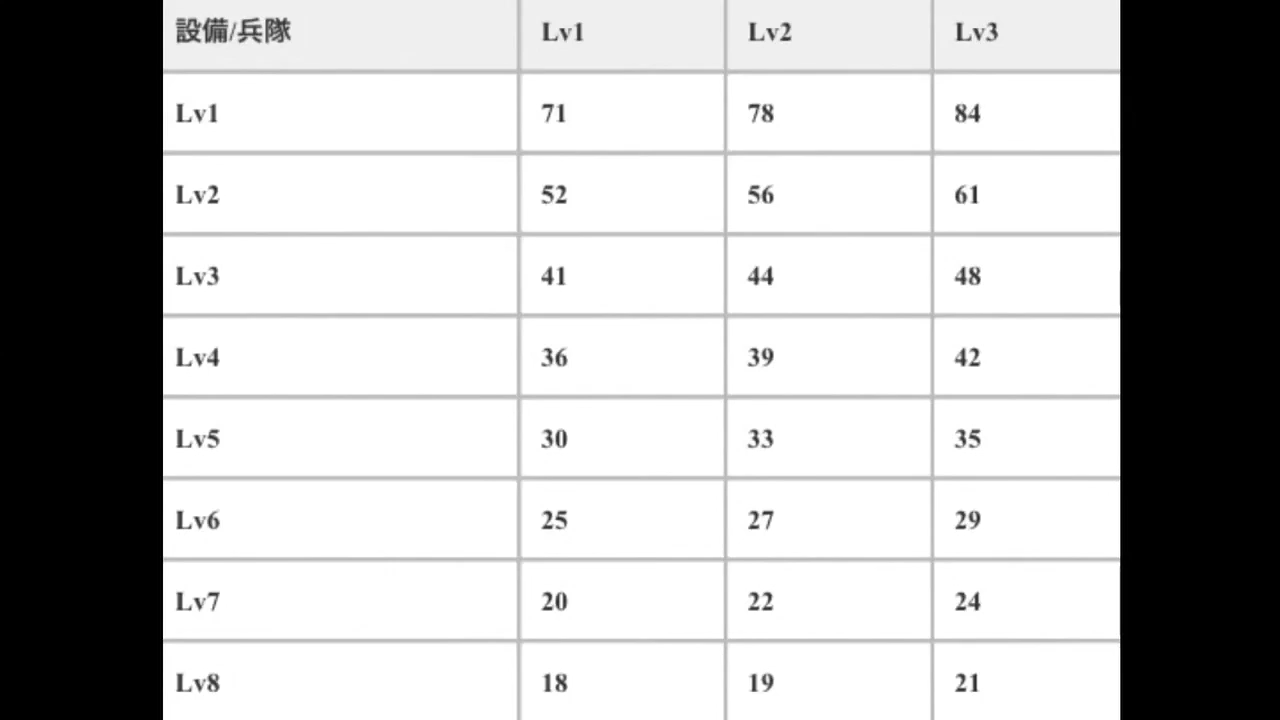 設備/兵隊 Lv1 Lv2 Lv3
Lv1 71 78 84
Lv2 52 56 61
Lv3 41 44 48
Lv4 36 39 42
Lv5 30 33 35
Lv6 25 27 29
Lv7 20 22 24
Lv8 18 19 21